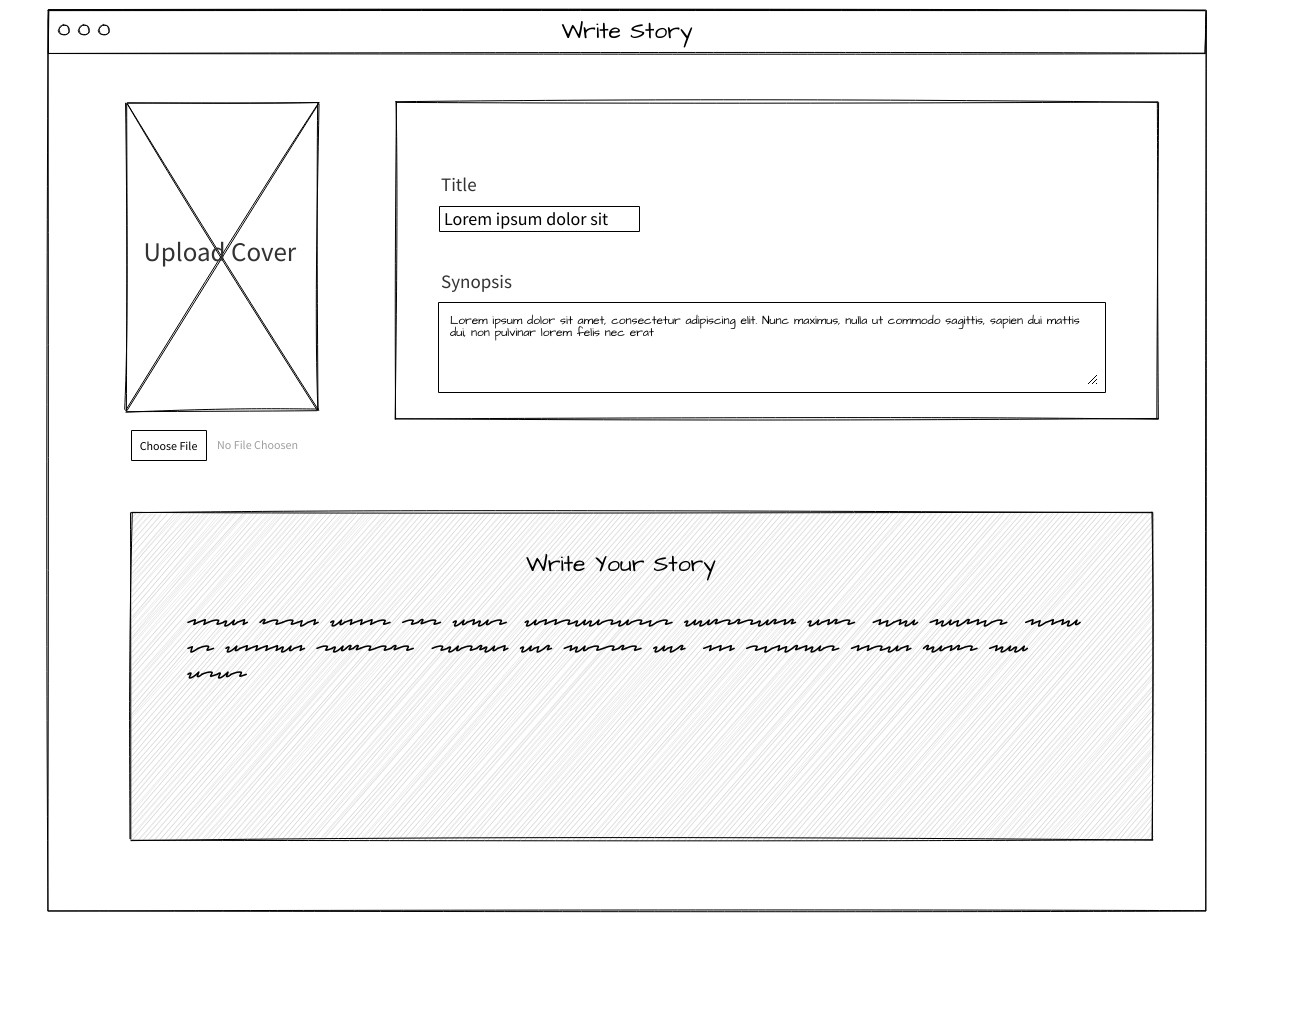 Write Story
Upload Cover
Title
Lorem ipsum dolor sit
Synopsis
Lorem ipsum dolor sit amet, consectetur adipiscing elit. Nunc maximus, nulla ut commodo sagittis, sapien dui mattis
dui, non pulvinar lorem felis nec erat
Choose File
No File Choosen
Write Your Story